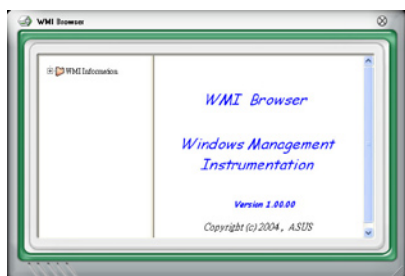 WMI Browser
WMI Information
WMI Browser
Windows Management
Instrumentation
Version 1.00.00
Copyright (c) 2004 , ASUS